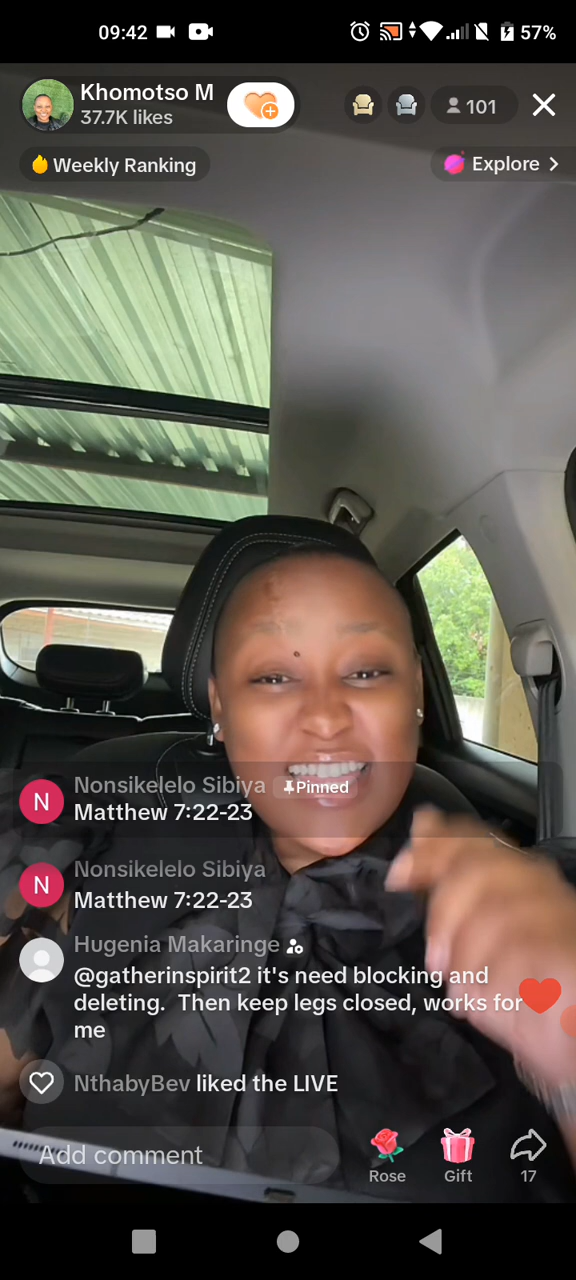 09:42
57%
Khomotso M
37.7K likes
101
Weekly Ranking
Explore >
Nonsikelelo Sibiya Pinned
Matthew 7:22-23
N
Nonsikelelo Sibiya
N
Matthew 7:22-23
Hugenia Makaringe
@gatherinspirit2 it's need blocking and
deleting. Then keep legs closed, works for
me
NthabyBev liked the LIVE
Add comment
Rose
Gift
17